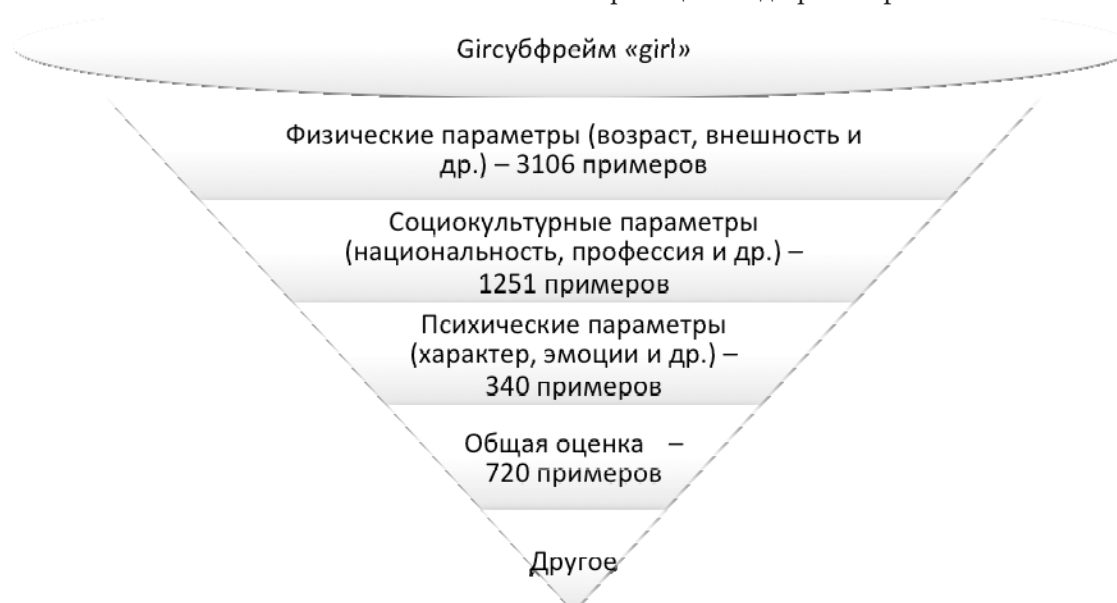 Girсубфрейм «girl»
Физические параметры (возраст, внешность и
др.) – 3106 примеров
Социокультурные параметры
(национальность, профессия и др.) –
1251 примеров
Психические параметры
(характер, эмоции и др.) –
340 примеров
Общая оценка –
720 примеров
Другое